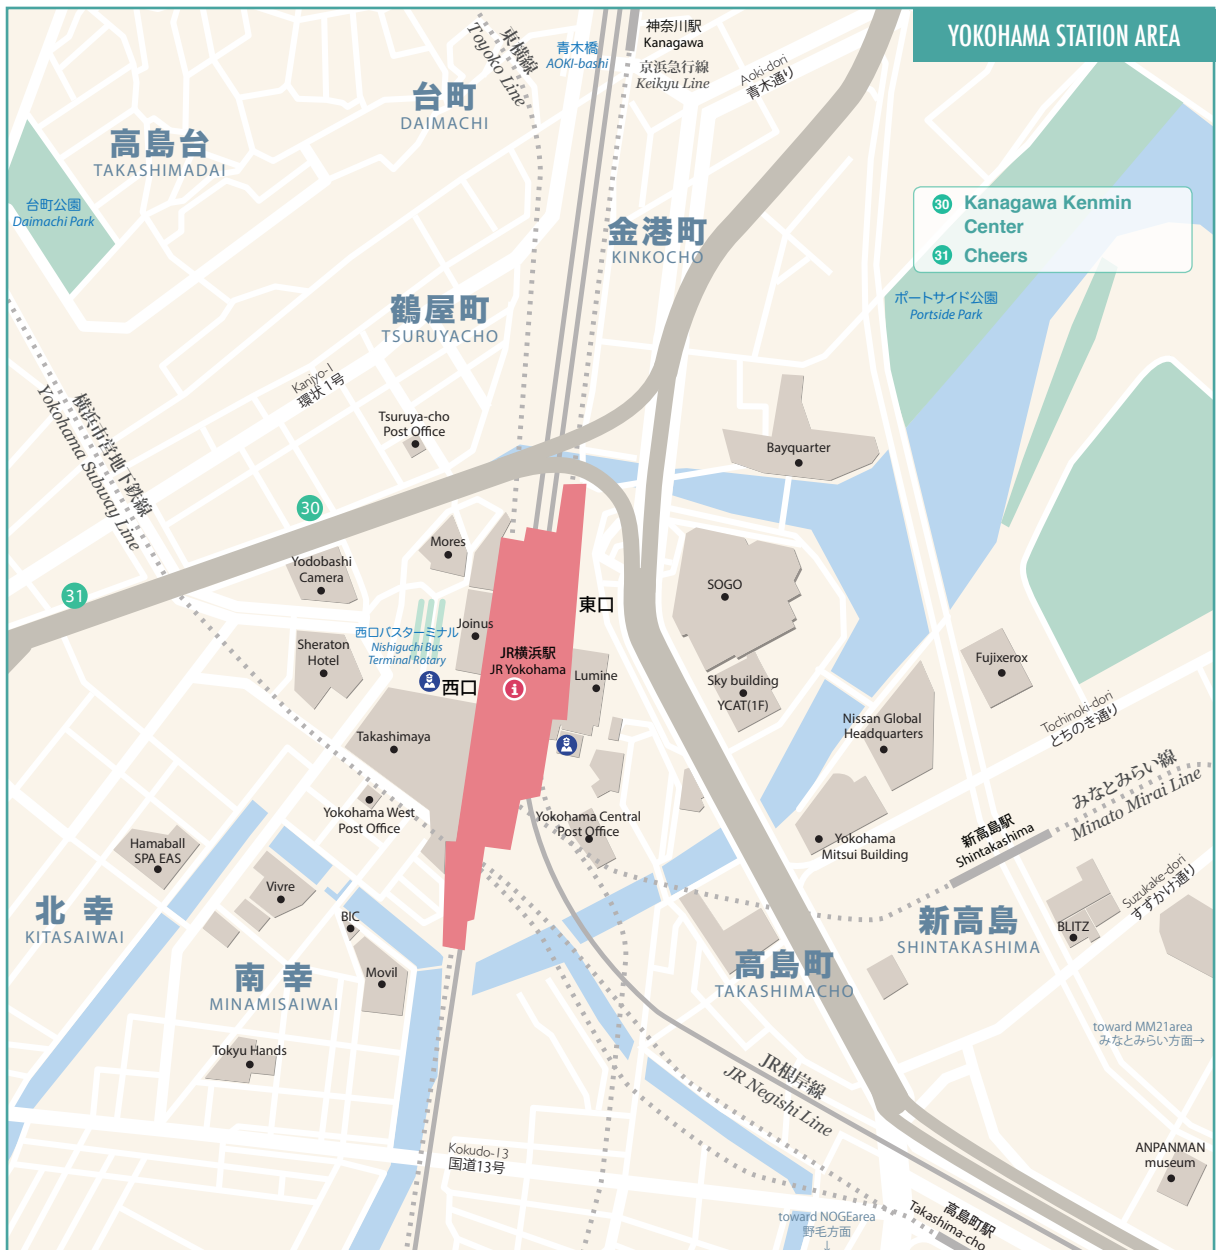 YOKOHAMA STATION AREA
神奈川駅
Kanagawa
京浜急行線
Keikyu Line
青木橋
AOKI-bashi
東横線
Toyoko Line
Aoki-dori
青木通り
台町
DAIMACHI
高島台
TAKASHIMADAI
台町公園
Daimachi Park
30 Kanagawa Kenmin
Center
31 Cheers
金港町
KINKOCHO
鶴屋町
TSURUYACHO
ポートサイド公園
Portside Park
Kanjyo-1
環状1号
横浜市営地下鉄線
Yokohama Subway Line
Tsuruya-cho
Post Office
Bayquarter
30
Mores
Yodobashi
Camera
SOGO
31
東口
西口バスターミナル
Nishiguchi Bus
Terminal Rotary
Joinus
Sheraton
Hotel
JR横浜駅
JR Yokohama
i
西口
Lumine
Sky building
YCAT(1F)
Fujixerox
Nissan Global
Headquarters
Tochinoki-dori
とちのき通り
Takashimaya
みなとみらい線
Minato Mirai Line
Yokohama West
Post Office
Yokohama Central
Post Office
Yokohama
Mitsui Building
新高島駅
Shintakashima
Hamaball
SPA EAS
Vivre
Suzukake-dori
すずかけ通り
北幸
KITASAIWAI
BIC
新高島
SHINTAKASHIMA
BLITZ
南幸
MINAMISAIWAI
Movil
高島町
TAKASHIMACHO
toward MM21area
みなとみらい方面→
Tokyu Hands
JR根岸線
JR Negishi Line
Kokudo-13
国道13号
ANPANMAN
museum
toward NOGEarea
野毛方面
↓
高島町駅
Takashima-cho